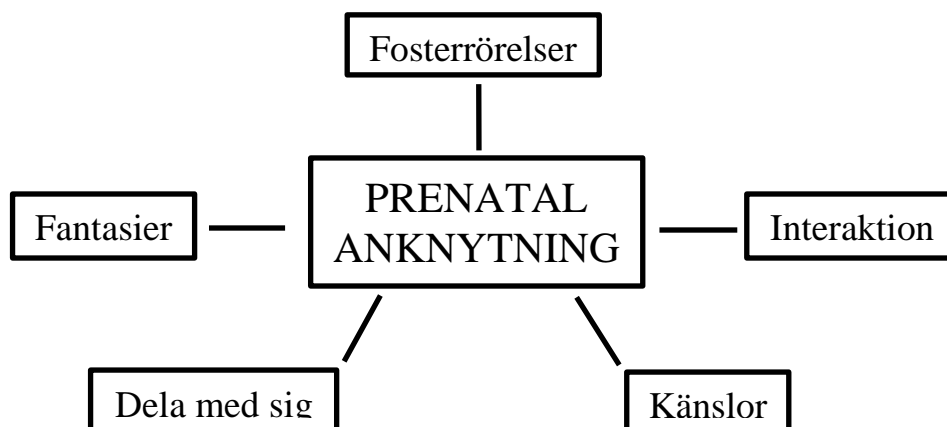 Fosterrörelser
PRENATAL
ANKNYTNING
Fantasier
Interaktion
Dela med sig
Känslor